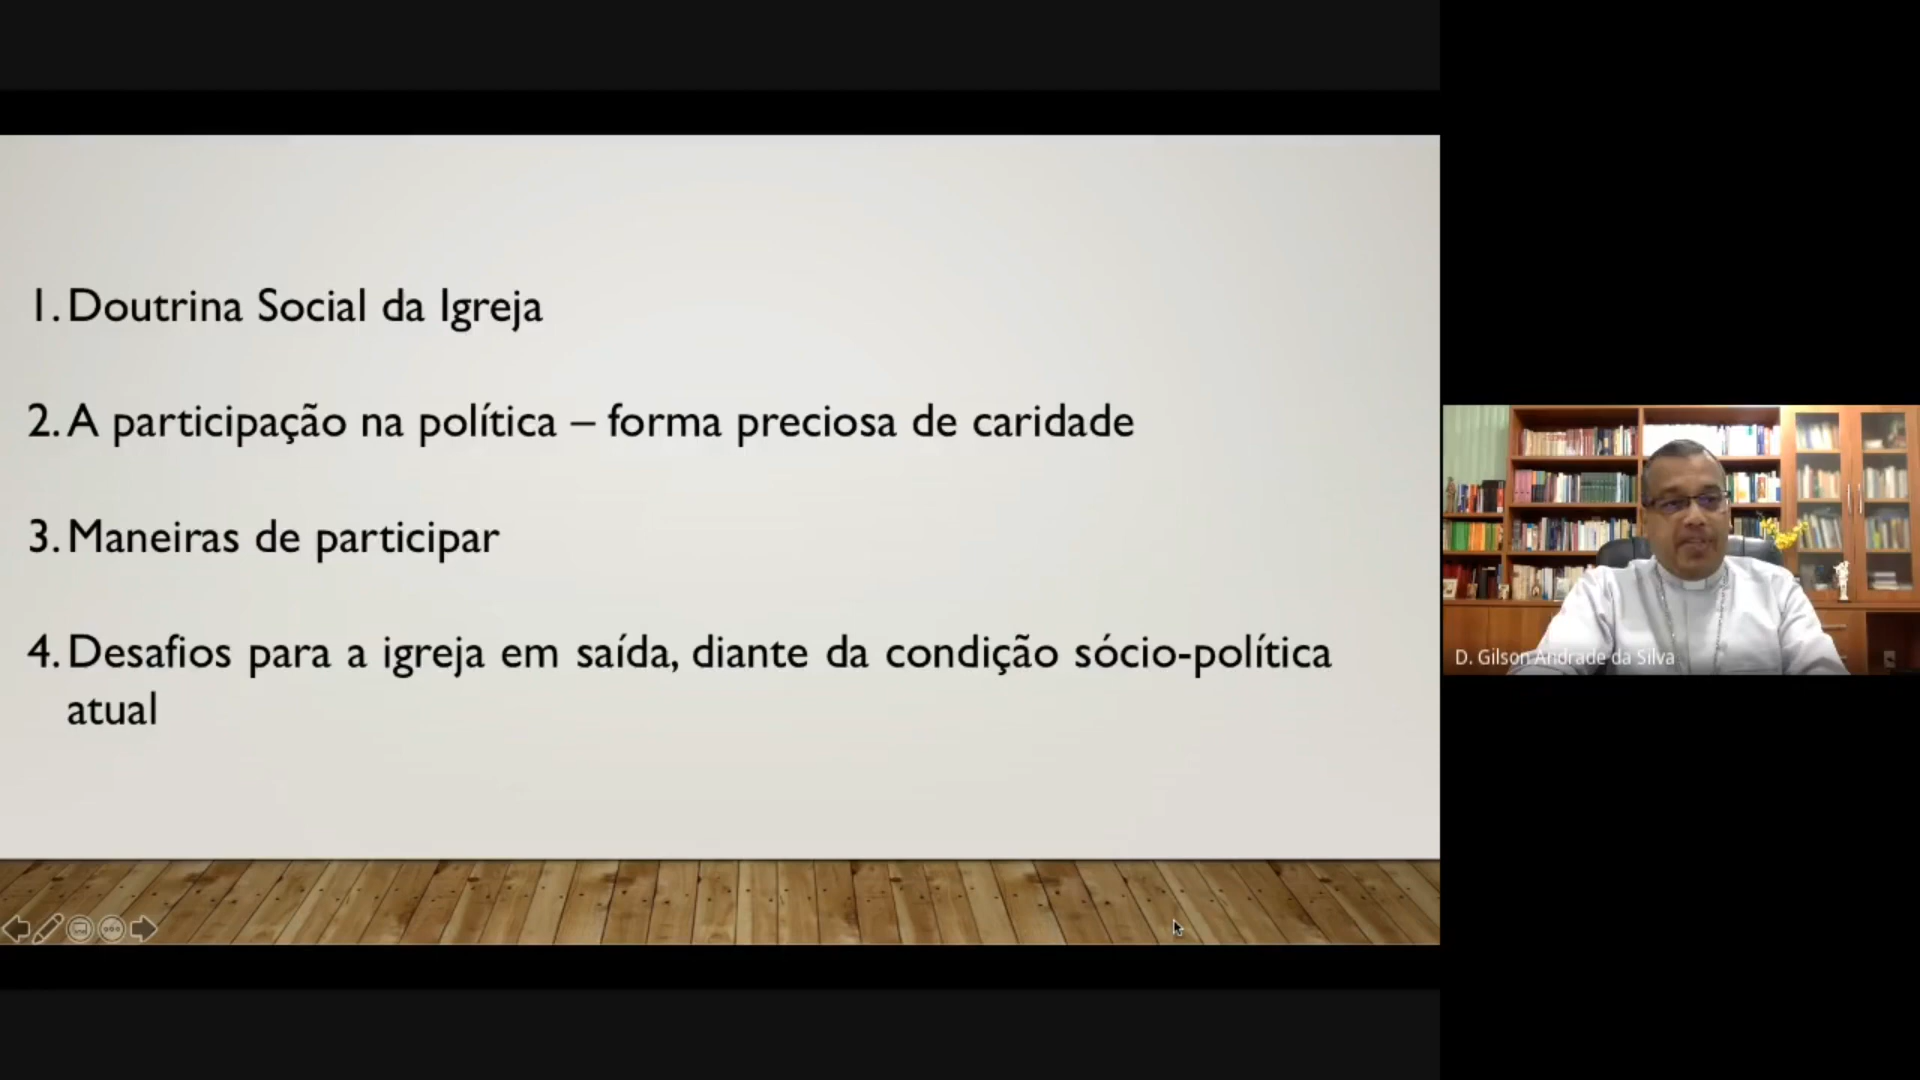 1. Doutrina Social da Igreja
2. A participação na política – forma preciosa de caridade
3. Maneiras de participar
4. Desafios para a igreja em saída, diante da condição sócio-política
atual
D. Gilson Andrade da Silva